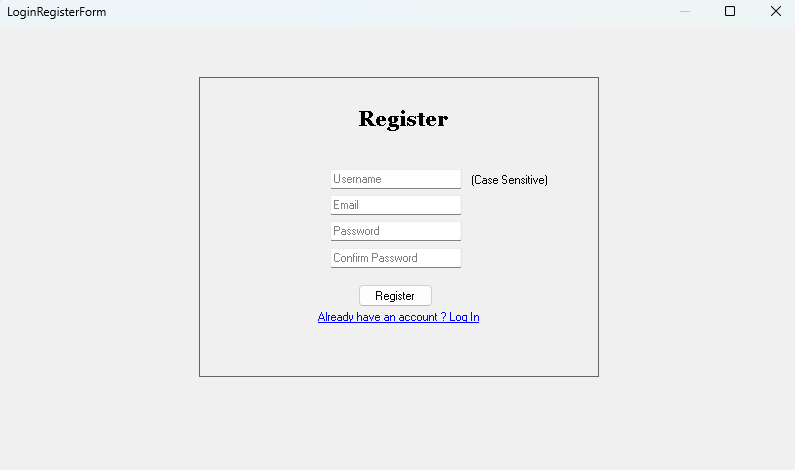 LoginRegisterForm
Register
Username (Case Sensitive)
Email
Password
Confirm Password
Register
Already have an account ? Log In